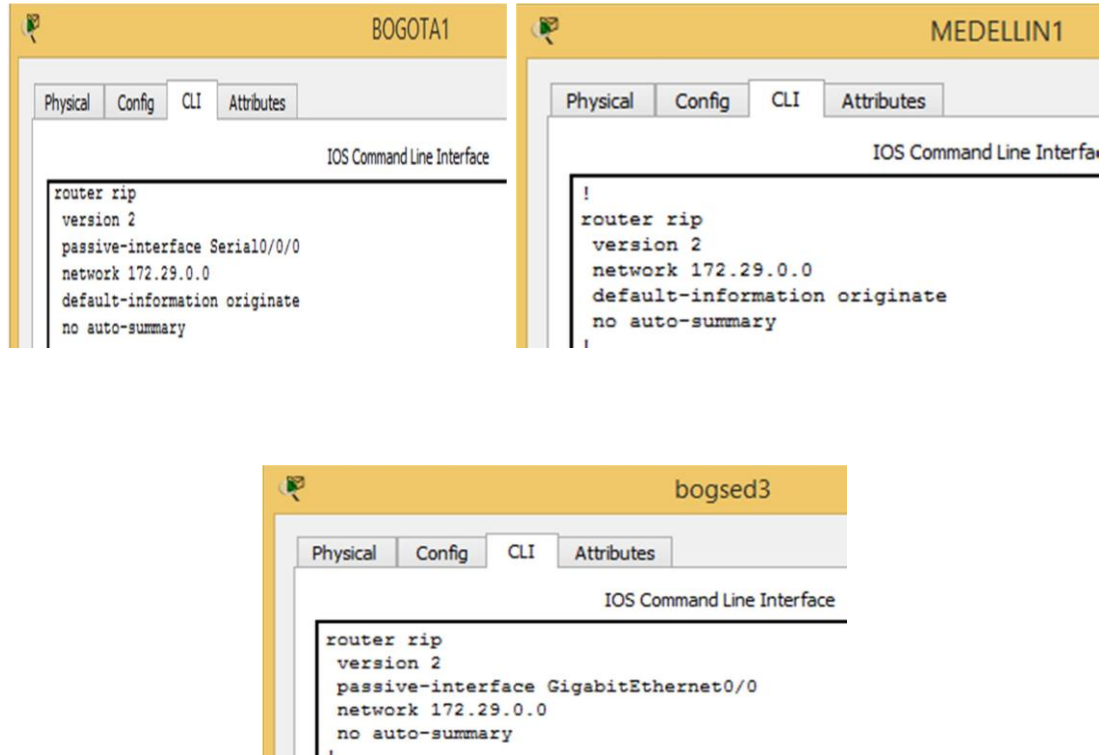 BOGOTA1
Physical Config CLI Attributes
IOS Command Line Interface
router rip
version 2
passive-interface Serial0/0/0
network 172.29.0.0
default-information originate
no auto-summary
MEDELLIN1
Physical Config CLI Attributes
IOS Command Line
!
router rip
version 2
network 172.29.0.0
default-information originate
no auto-summary
!
bogsed3
Physical Config CLI Attributes
IOS Command Line Interface
router rip
version 2
passive-interface GigabitEthernet0/0
network 172.29.0.0
no auto-summary
!